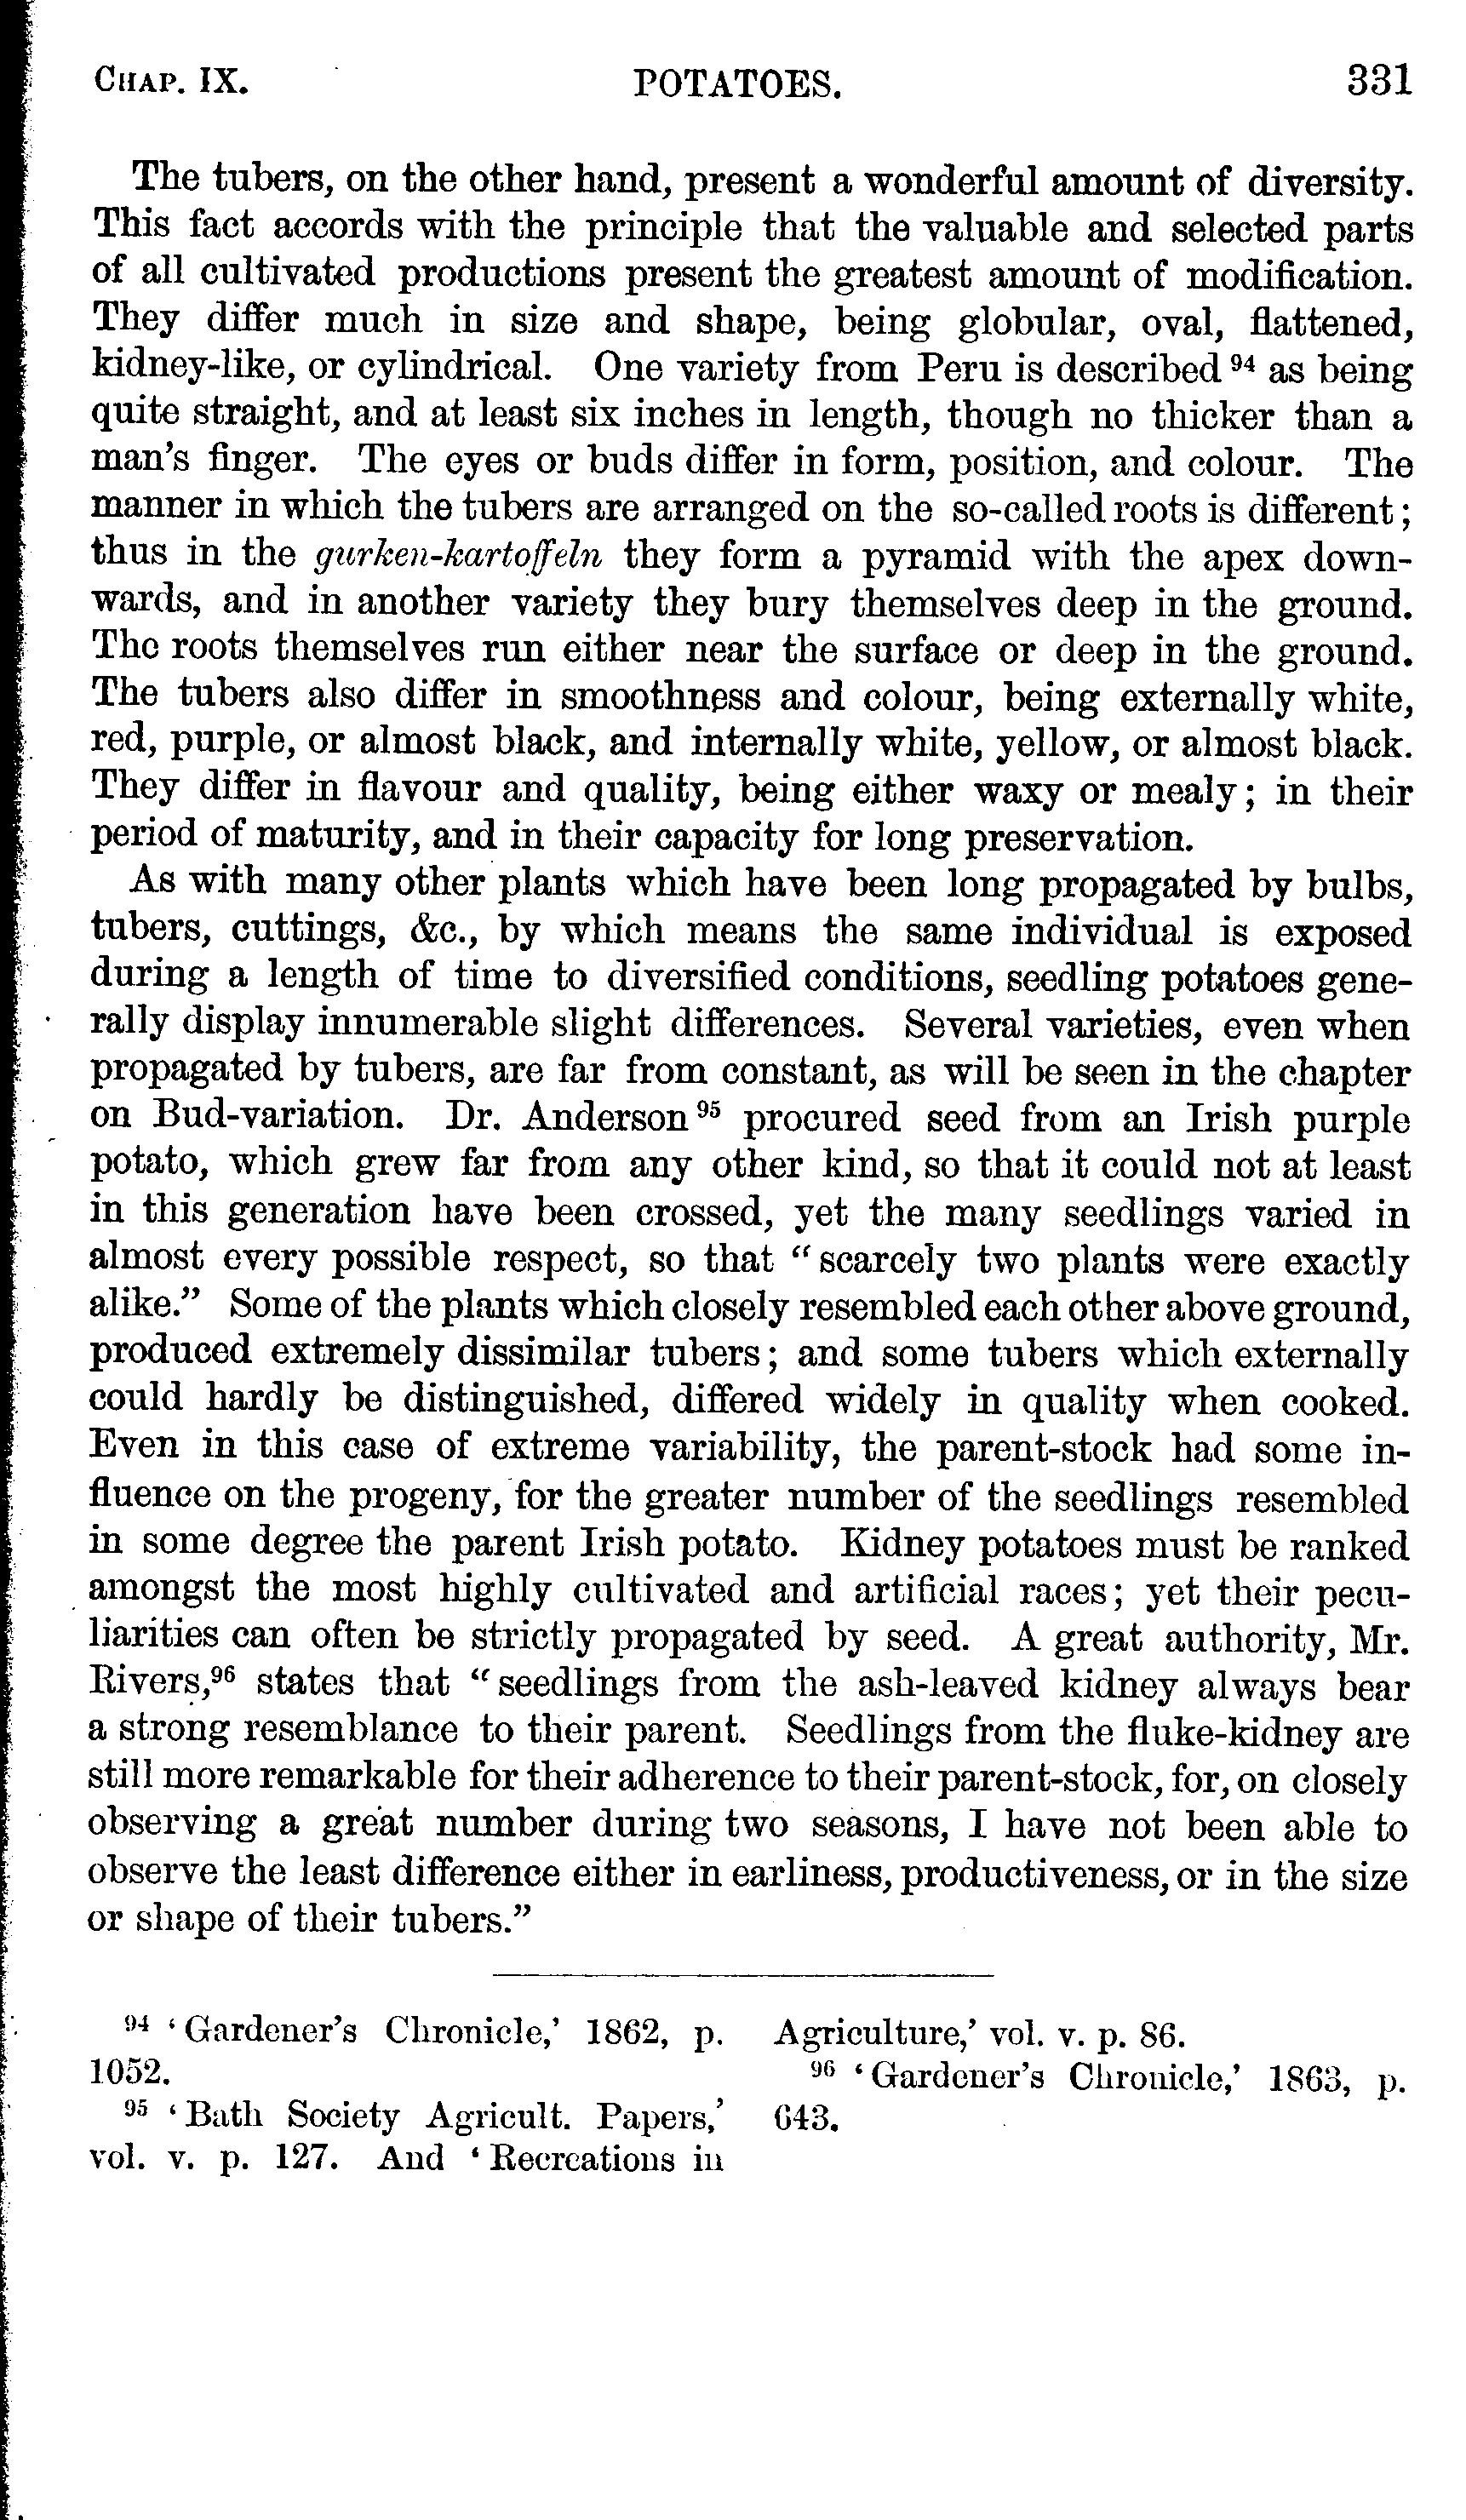 CHAP. IX. POTATOES. 331
The tubers, on the other hand, present a wonderful amount of diversity.
This fact accords with the principle that the valuable and selected parts
of all cultivated productions present the greatest amount of modification.
They differ much in size and shape, being globular, oval, flattened,
kidney-like, or cylindrical. One variety from Peru is described 94 as being
quite straight, and at least six inches in length, though no thicker than a
man's finger. The eyes or buds differ in form, position, and colour. The
manner in which the tubers are arranged on the so-called roots is different;
thus in the gurken-kartoffeln they form a pyramid with the apex down-
wards, and in another variety they bury themselves deep in the ground.
The roots themselves run either near the surface or deep in the ground.
The tubers also differ in smoothness and colour, being externally white,
red, purple, or almost black, and internally white, yellow, or almost black.
They differ in flavour and quality, being either waxy or mealy; in their
period of maturity, and in their capacity for long preservation.
As with many other plants which have been long propagated by bulbs,
tubers, cuttings, &c., by which means the same individual is exposed
during a length of time to diversified conditions, seedling potatoes gene-
rally display innumerable slight differences. Several varieties, even when
propagated by tubers, are far from constant, as will be seen in the chapter
on Bud-variation. Dr. Anderson 95 procured seed from an Irish purple
potato, which grew far from any other kind, so that it could not at least
in this generation have been crossed, yet the many seedlings varied in
almost every possible respect, so that "scarcely two plants were exactly
alike." Some of the plants which closely resembled each other above ground,
produced extremely dissimilar tubers; and some tubers which externally
could hardly be distinguished, differed widely in quality when cooked.
Even in this case of extreme variability, the parent-stock had some in-
fluence on the progeny, for the greater number of the seedlings resembled
in some degree the parent Irish potato. Kidney potatoes must be ranked
amongst the most highly cultivated and artificial races; yet their pecu-
liarities can often be strictly propagated by seed. A great authority, Mr.
Rivers,96 states that "seedlings from the ash-leaved kidney always bear
a strong resemblance to their parent. Seedlings from the fluke-kidney are
still more remarkable for their adherence to their parent-stock, for, on closely
observing a great number during two seasons, I have not been able to
observe the least difference either in earliness, productiveness, or in the size
or shape of their tubers."
94 'Gardener's Chronicle,' 1862, p.
1052.
95 'Bath Society Agricult. Papers,'
vol. v. p. 127. And 'Recreations in
Agriculture,' vol. v. p. 86.
96 'Gardener's Chronicle,' 1863, p.
643.